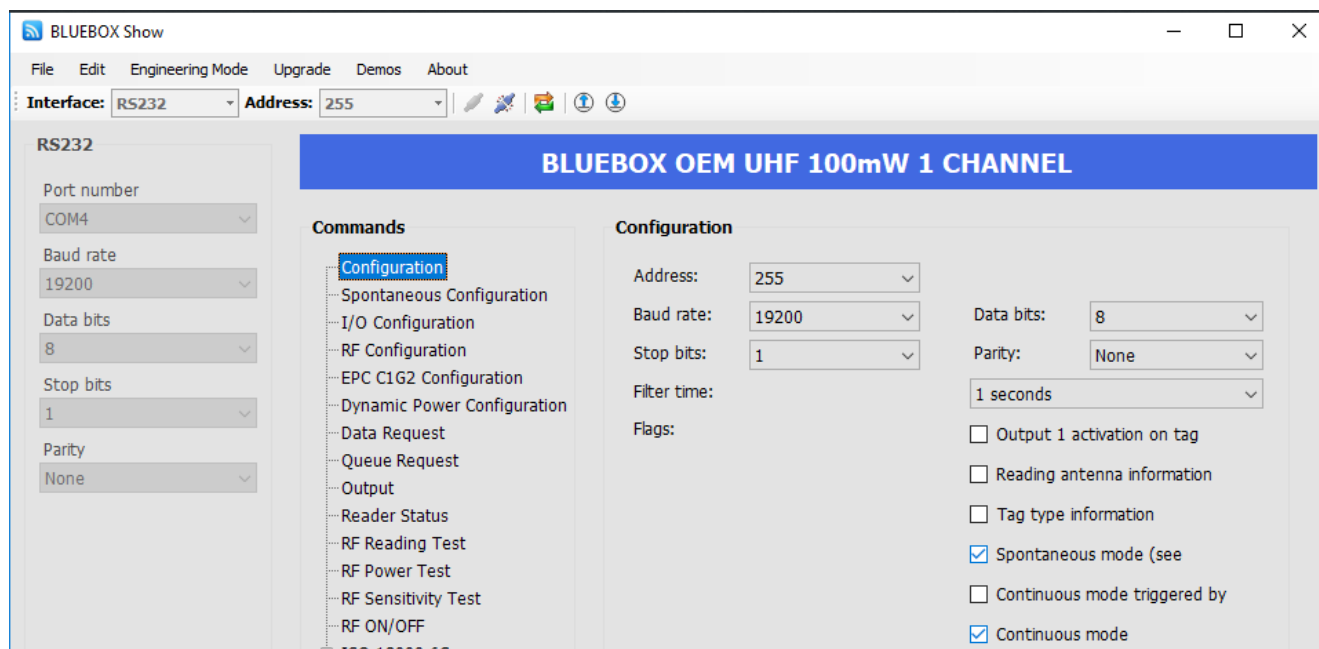 BLUEBOX Show
File Edit Engineering Mode Upgrade Demos About
Interface: RS232 Address: 255
RS232
Port number
COM4
Baud rate
19200
Data bits
8
Stop bits
1
Parity
None
BLUEBOX OEM UHF 100mW 1 CHANNEL
Commands
Configuration
Spontaneous Configuration
I/O Configuration
RF Configuration
EPC C1G2 Configuration
Dynamic Power Configuration
Data Request
Queue Request
Output
Reader Status
RF Reading Test
RF Power Test
RF Sensitivity Test
RF ON/OFF
Configuration
Address: 255
Baud rate: 19200 Data bits: 8
Stop bits: 1 Parity: None
Filter time: 1 seconds
Flags: Output 1 activation on tag
Reading antenna information
Tag type information
Spontaneous mode (see
Continuous mode triggered by
Continuous mode